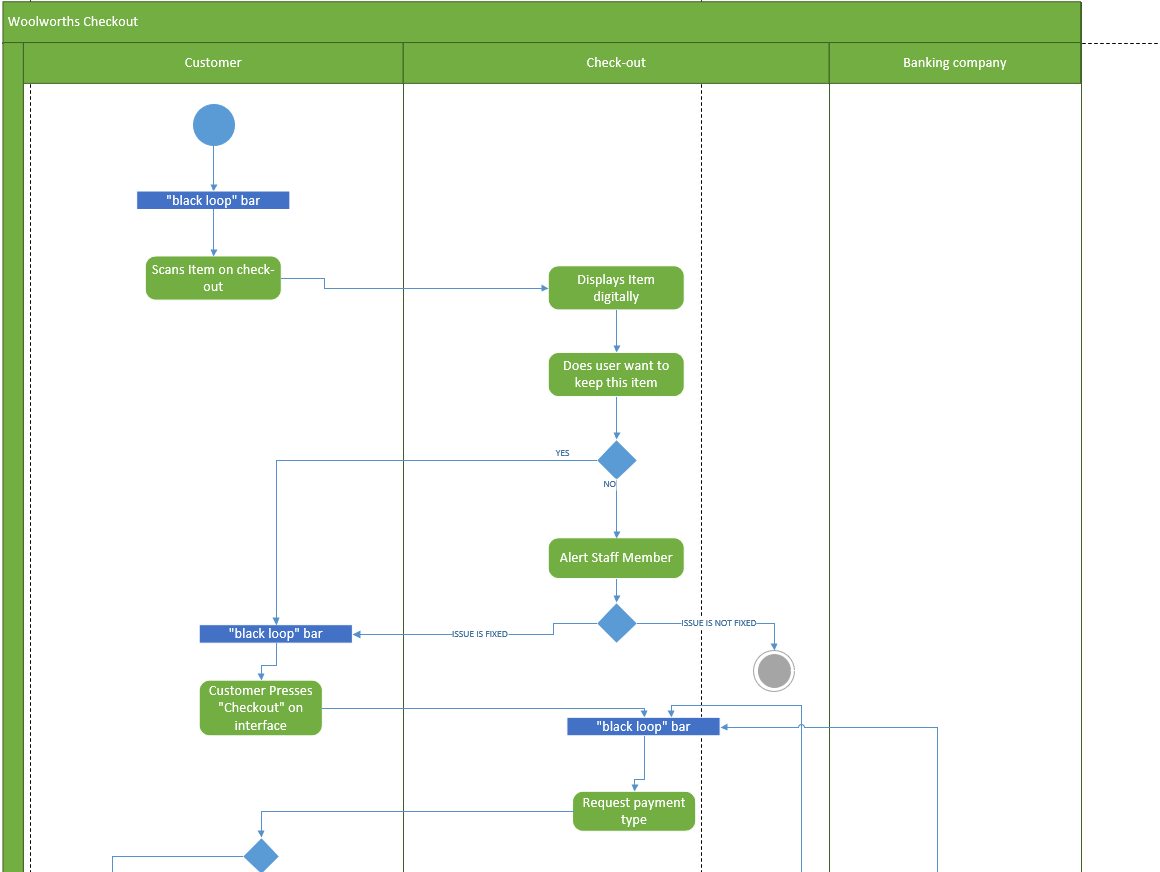 Woolworths Checkout
Customer
Check-out
Banking company
"black loop" bar
Scans Item on check-
out
Displays Item
digitally
Does user want to
keep this item
YES
NO
Alert Staff Member
"black loop" bar
ISSUE IS FIXED
ISSUE IS NOT FIXED
Customer Presses
"Checkout" on
interface
"black loop" bar
Request payment
type